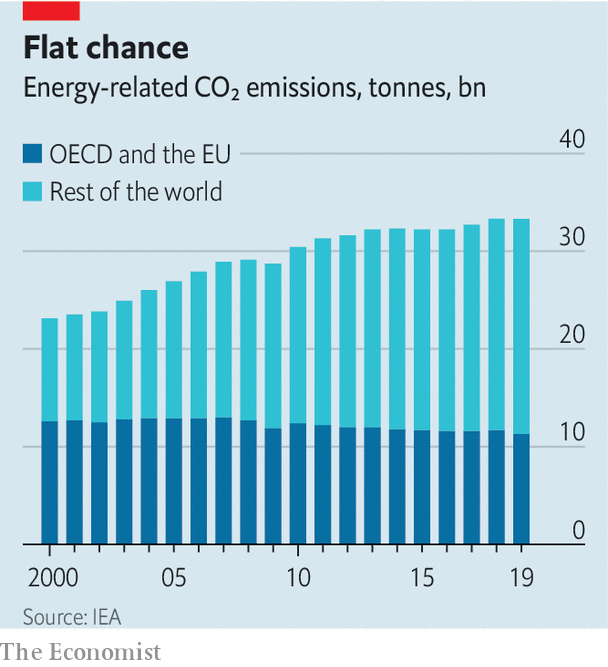 Flat chance
Energy-related CO₂ emissions, tonnes, bn
OECD and the EU
Rest of the world
40
30
20
10
0
2000 05 10 15 19
Source: IEA
The Economist